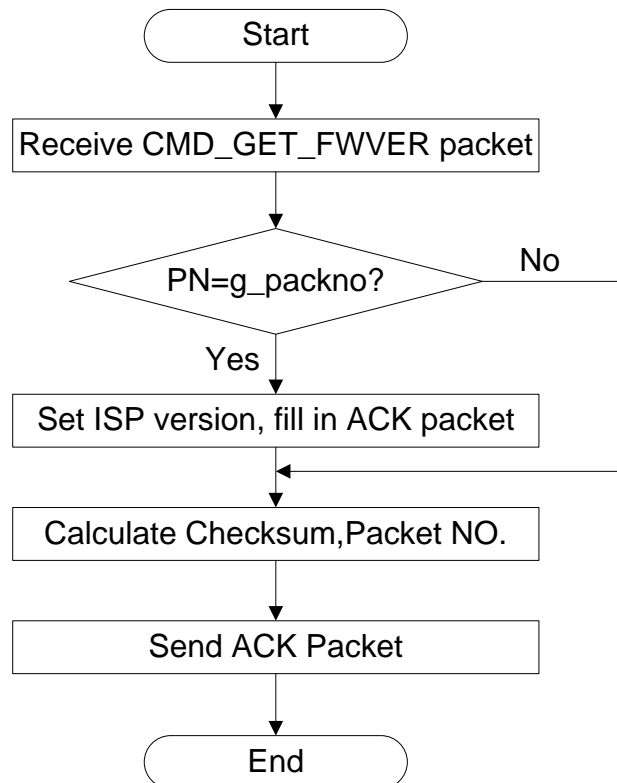 Start
Receive CMD_GET_FWVER packet
PN=g_packno?
No
Yes
Set ISP version, fill in ACK packet
Calculate Checksum,Packet NO.
Send ACK Packet
End